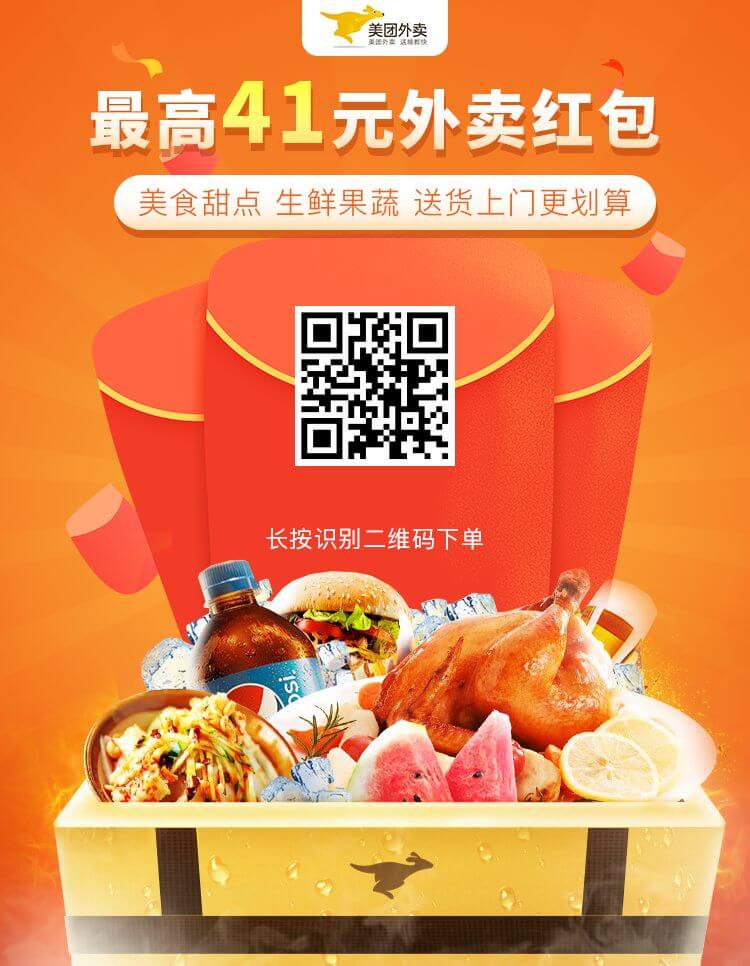 美团外卖
美团外卖 送啥都快
最高41元外卖红包
美食甜点 生鲜果蔬 送货上门更划算
长按识别二维码下单
psi